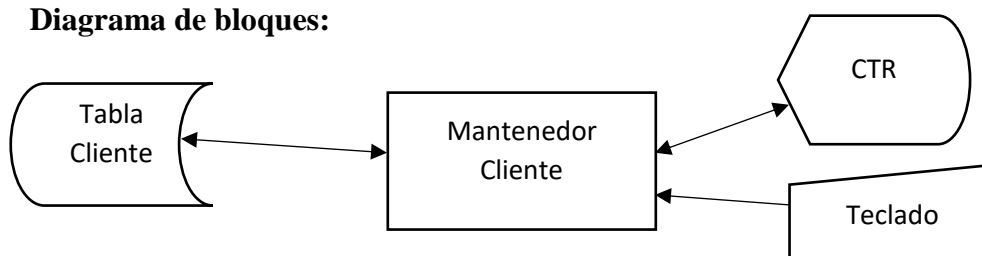 Diagrama de bloques:
CTR
Tabla
Cliente
Mantenedor
Cliente
Teclado